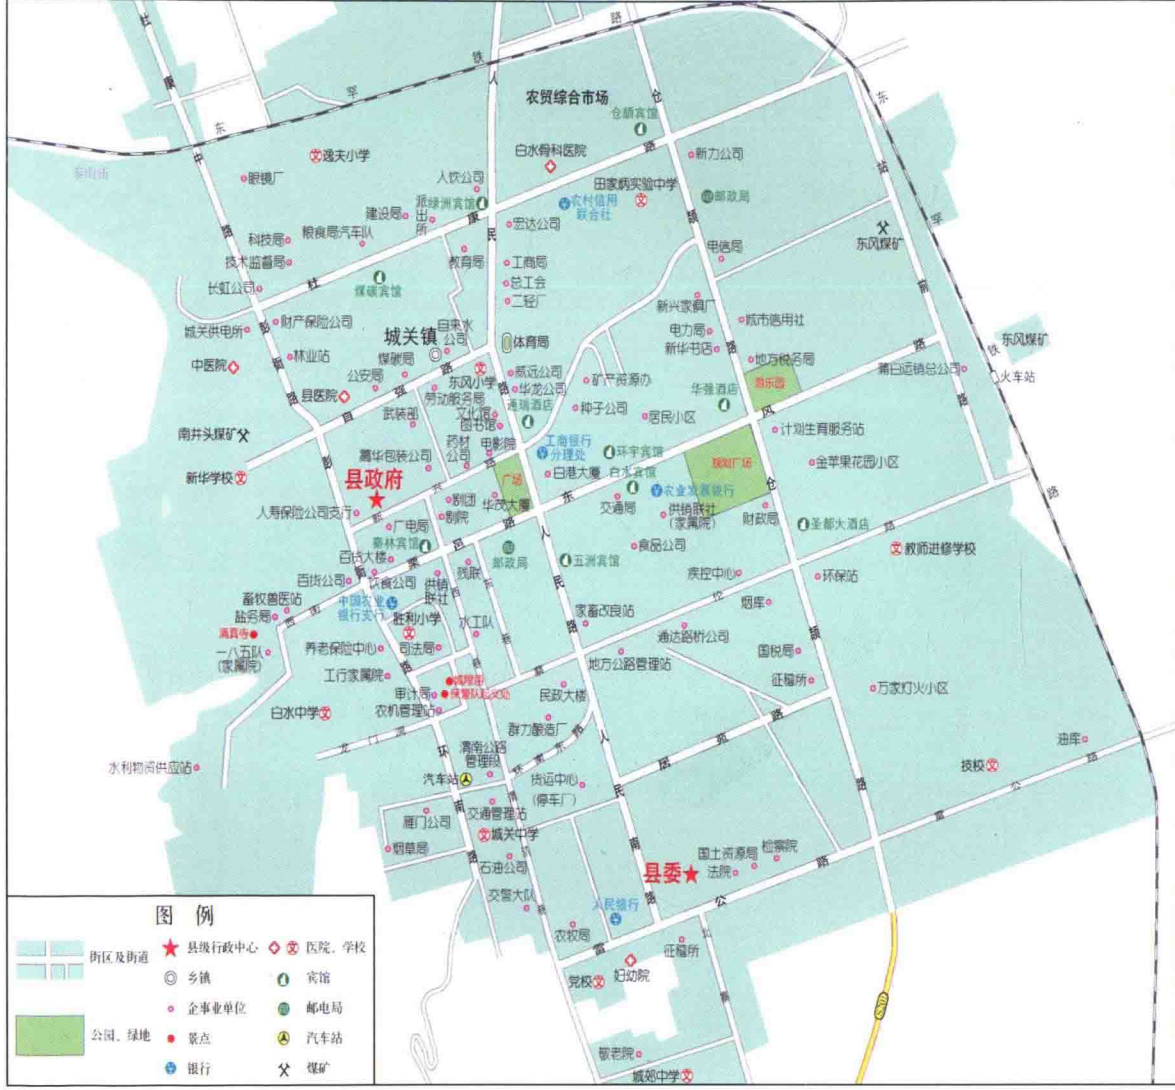 路
铁
罕
东
杜
康
中
路
人
民
路
仓
颉
路
东
站
前
路
罕
铁
路
农贸综合市场
仓颉宾馆
逸夫小学
眼镜厂
白水骨科医院
新力公司
人饮公司
田家炳实验中学
邮政局
建设局
派出所
绿洲宾馆
农村信用
联合社
宏达公司
科技局
粮食局汽车队
东风煤矿
技术监督局
教育局
工商局
电信局
长虹公司
煤碳宾馆
总工会
二轻厂
新兴家俱厂
城关供电所
财产保险公司
城关镇
自来水
公司
体育局
电力局
城市信用社
东风煤矿
中医院
林业站
煤碳局
新华书店
地方税务局
公安局
东风小学
威远公司
矿产资源办
游乐园
蒲白运销总公司
火车站
县医院
劳动服务局
华龙公司
华强酒店
武装部
文化馆
通瑞酒店
种子公司
居民小区
图书馆
计划生育服务站
南井头煤矿
药材
公司
电影院
工商银行
分理处
环宇宾馆
新华学校
县政府
白港大厦
白水宾馆
规划广场
金苹果花园小区
广场
农业发展银行
剧团
华茂大厦
交通局
供销联社
(家属院)
财政局
人寿保险公司支行
广电局
剧院
圣都大酒店
秦林宾馆
邮政局
食品公司
教师进修学校
百货大楼
五洲宾馆
百货公司
饮食公司
供销
联社
残联
疾控中心
环保站
畜牧兽医站
中国农业
银行支行
胜利小学
盐务局
清真寺
水工队
家畜改良站
烟库
一八五队
(家属院)
养老保险中心
司法局
通达路桥公司
国税局
工行家属院
地方公路管理站
征稽所
万家灯火小区
审计局
民政大楼
白水中学
农机管理站
群力酿造厂
渭南公路
管理段
油库
水利物资供应站
汽车站
货运中心
(停车厂)
技校
交通管理站
雁门公司
城关中学
烟草局
国土资源局
检察院
石油公司
县委
法院
交警大队
人民银行
农牧局
征稽所
党校
妇幼院
敬老院
城郊中学
图 例
街区及街道
县级行政中心
医院、学校
乡镇
宾馆
企事业单位
邮电局
公园、绿地
景点
汽车站
银行
煤矿